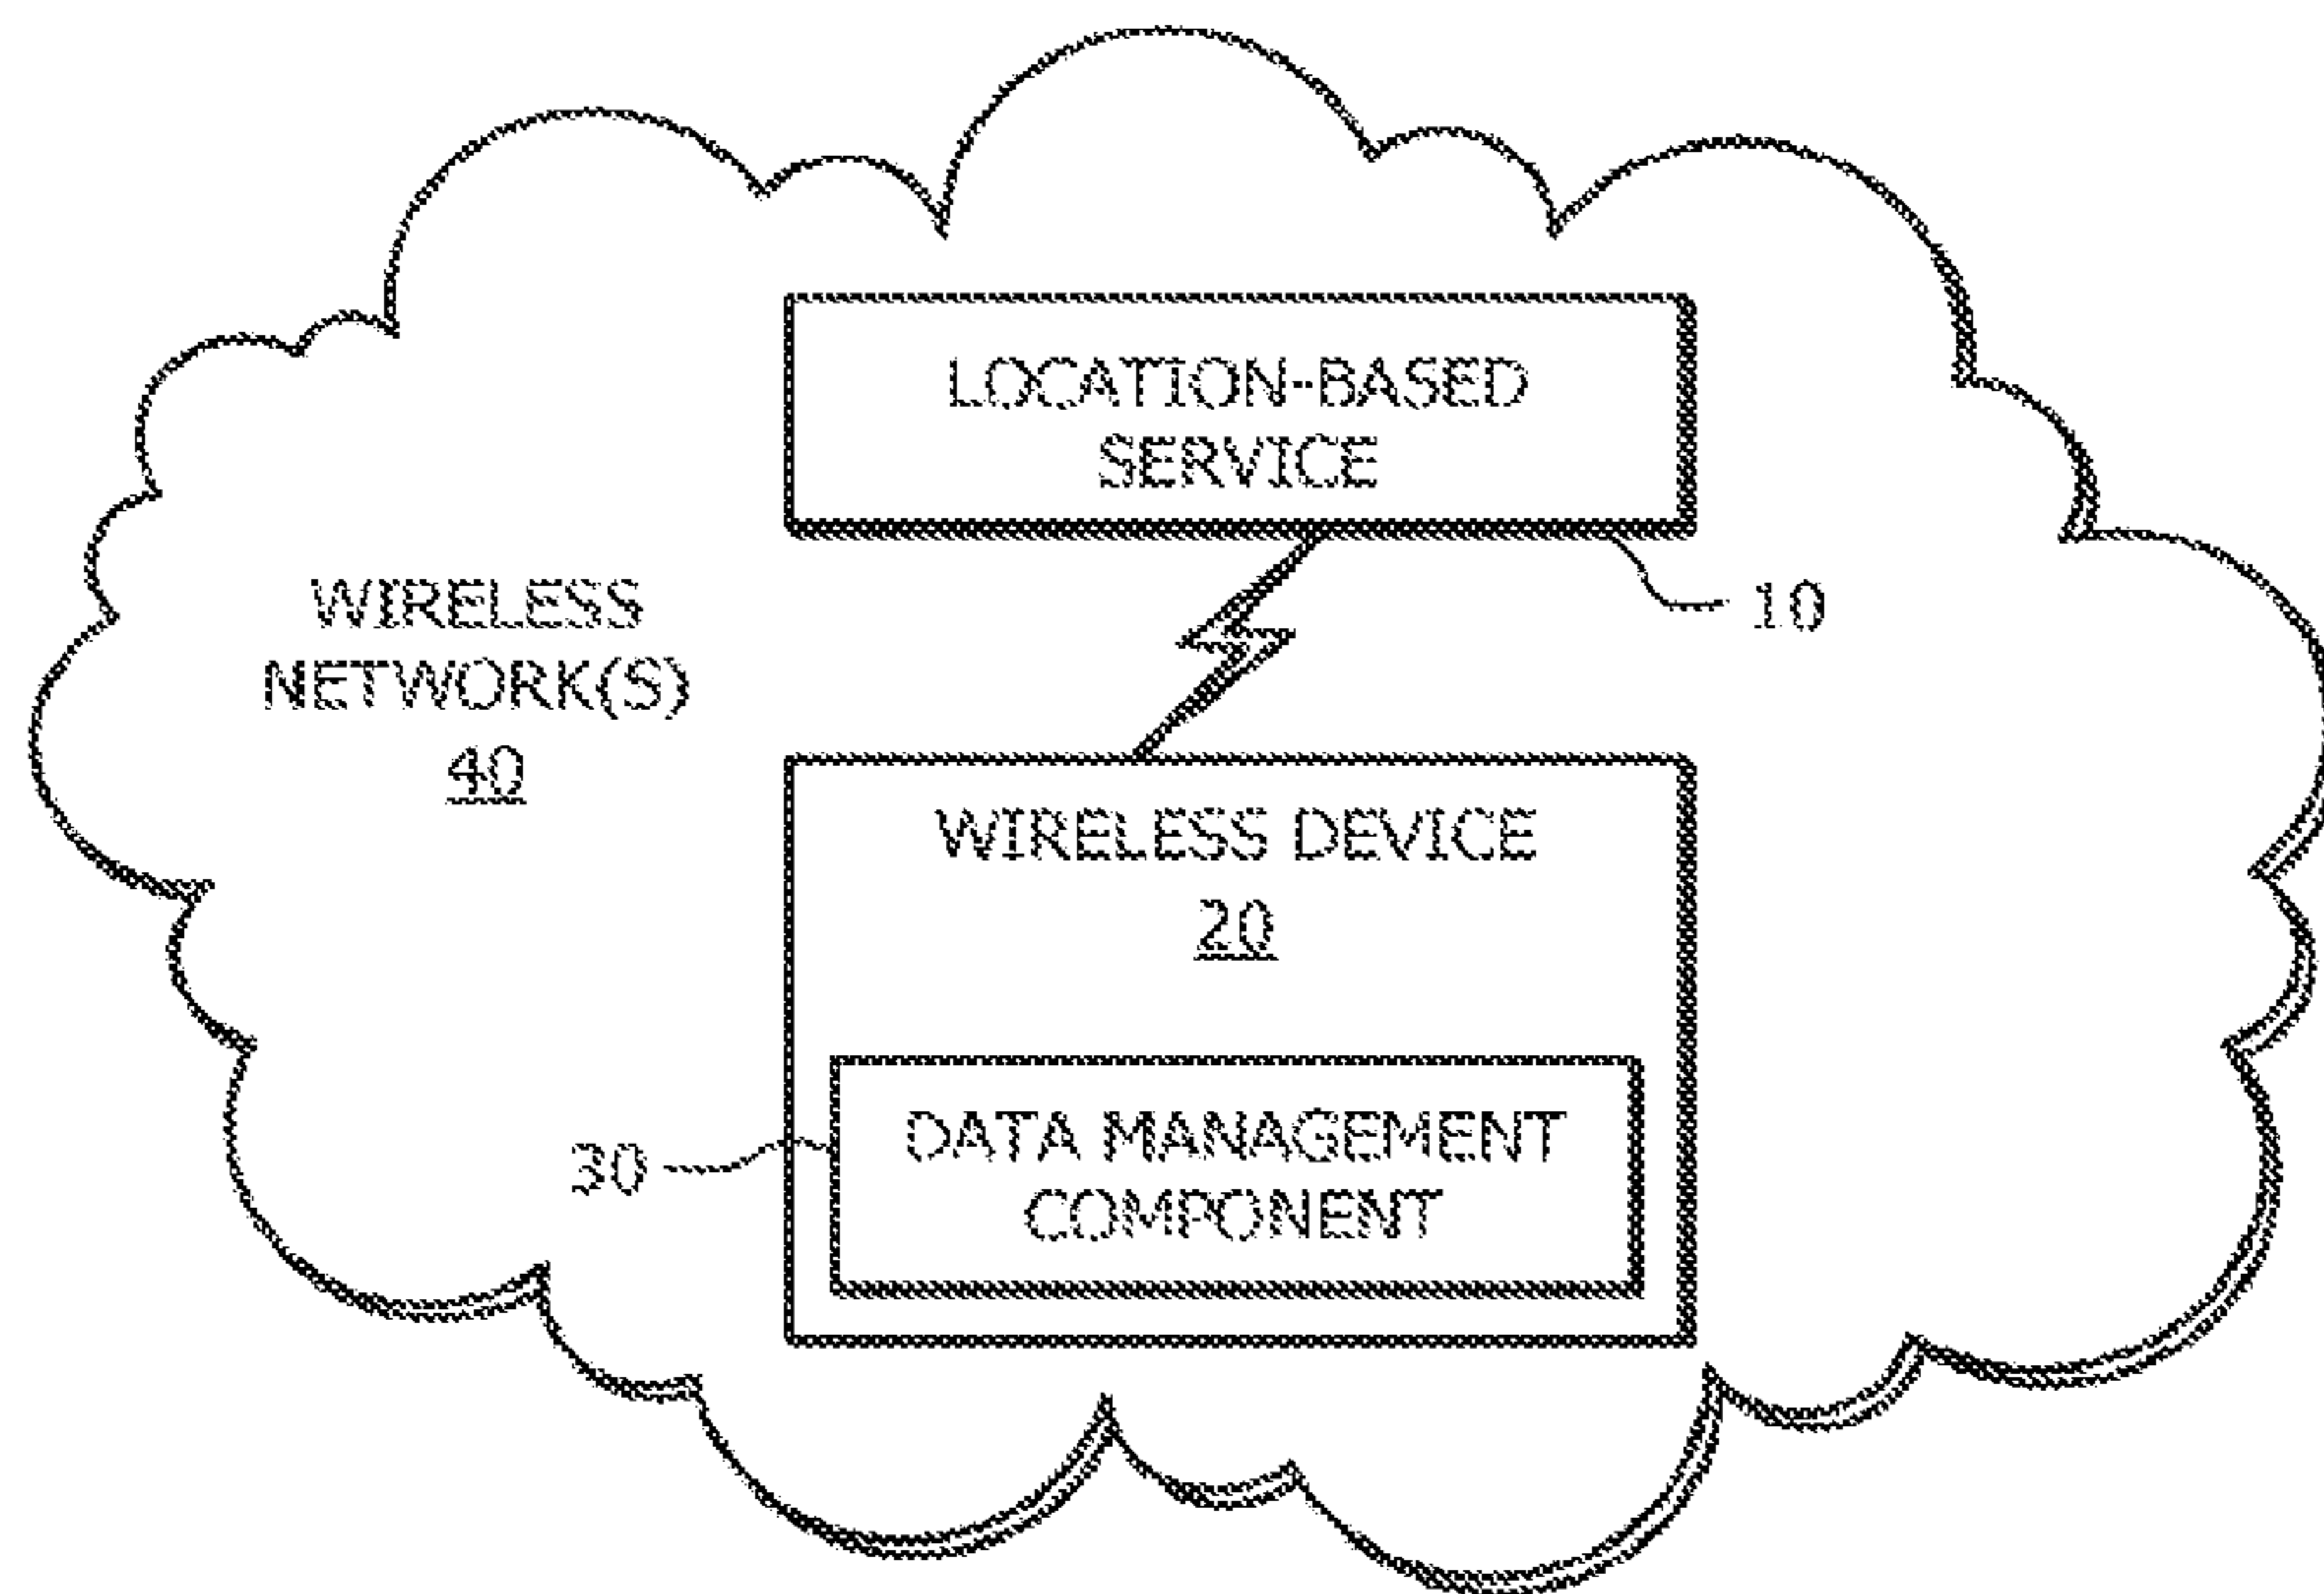 LOCATION-BASED
SERVICE
10
WIRELESS
NETWORK(S)
40
WIRELESS DEVICE
20
30
DATA MANAGEMENT
COMPONENT